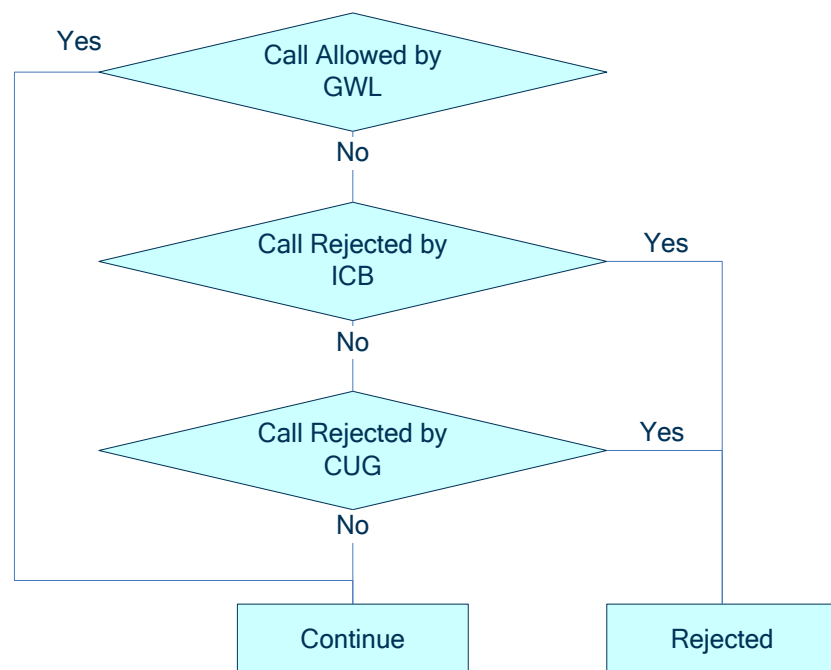 Yes
Call Allowed by
GWL
No
Call Rejected by
ICB
Yes
No
Call Rejected by
CUG
Yes
No
Continue
Rejected